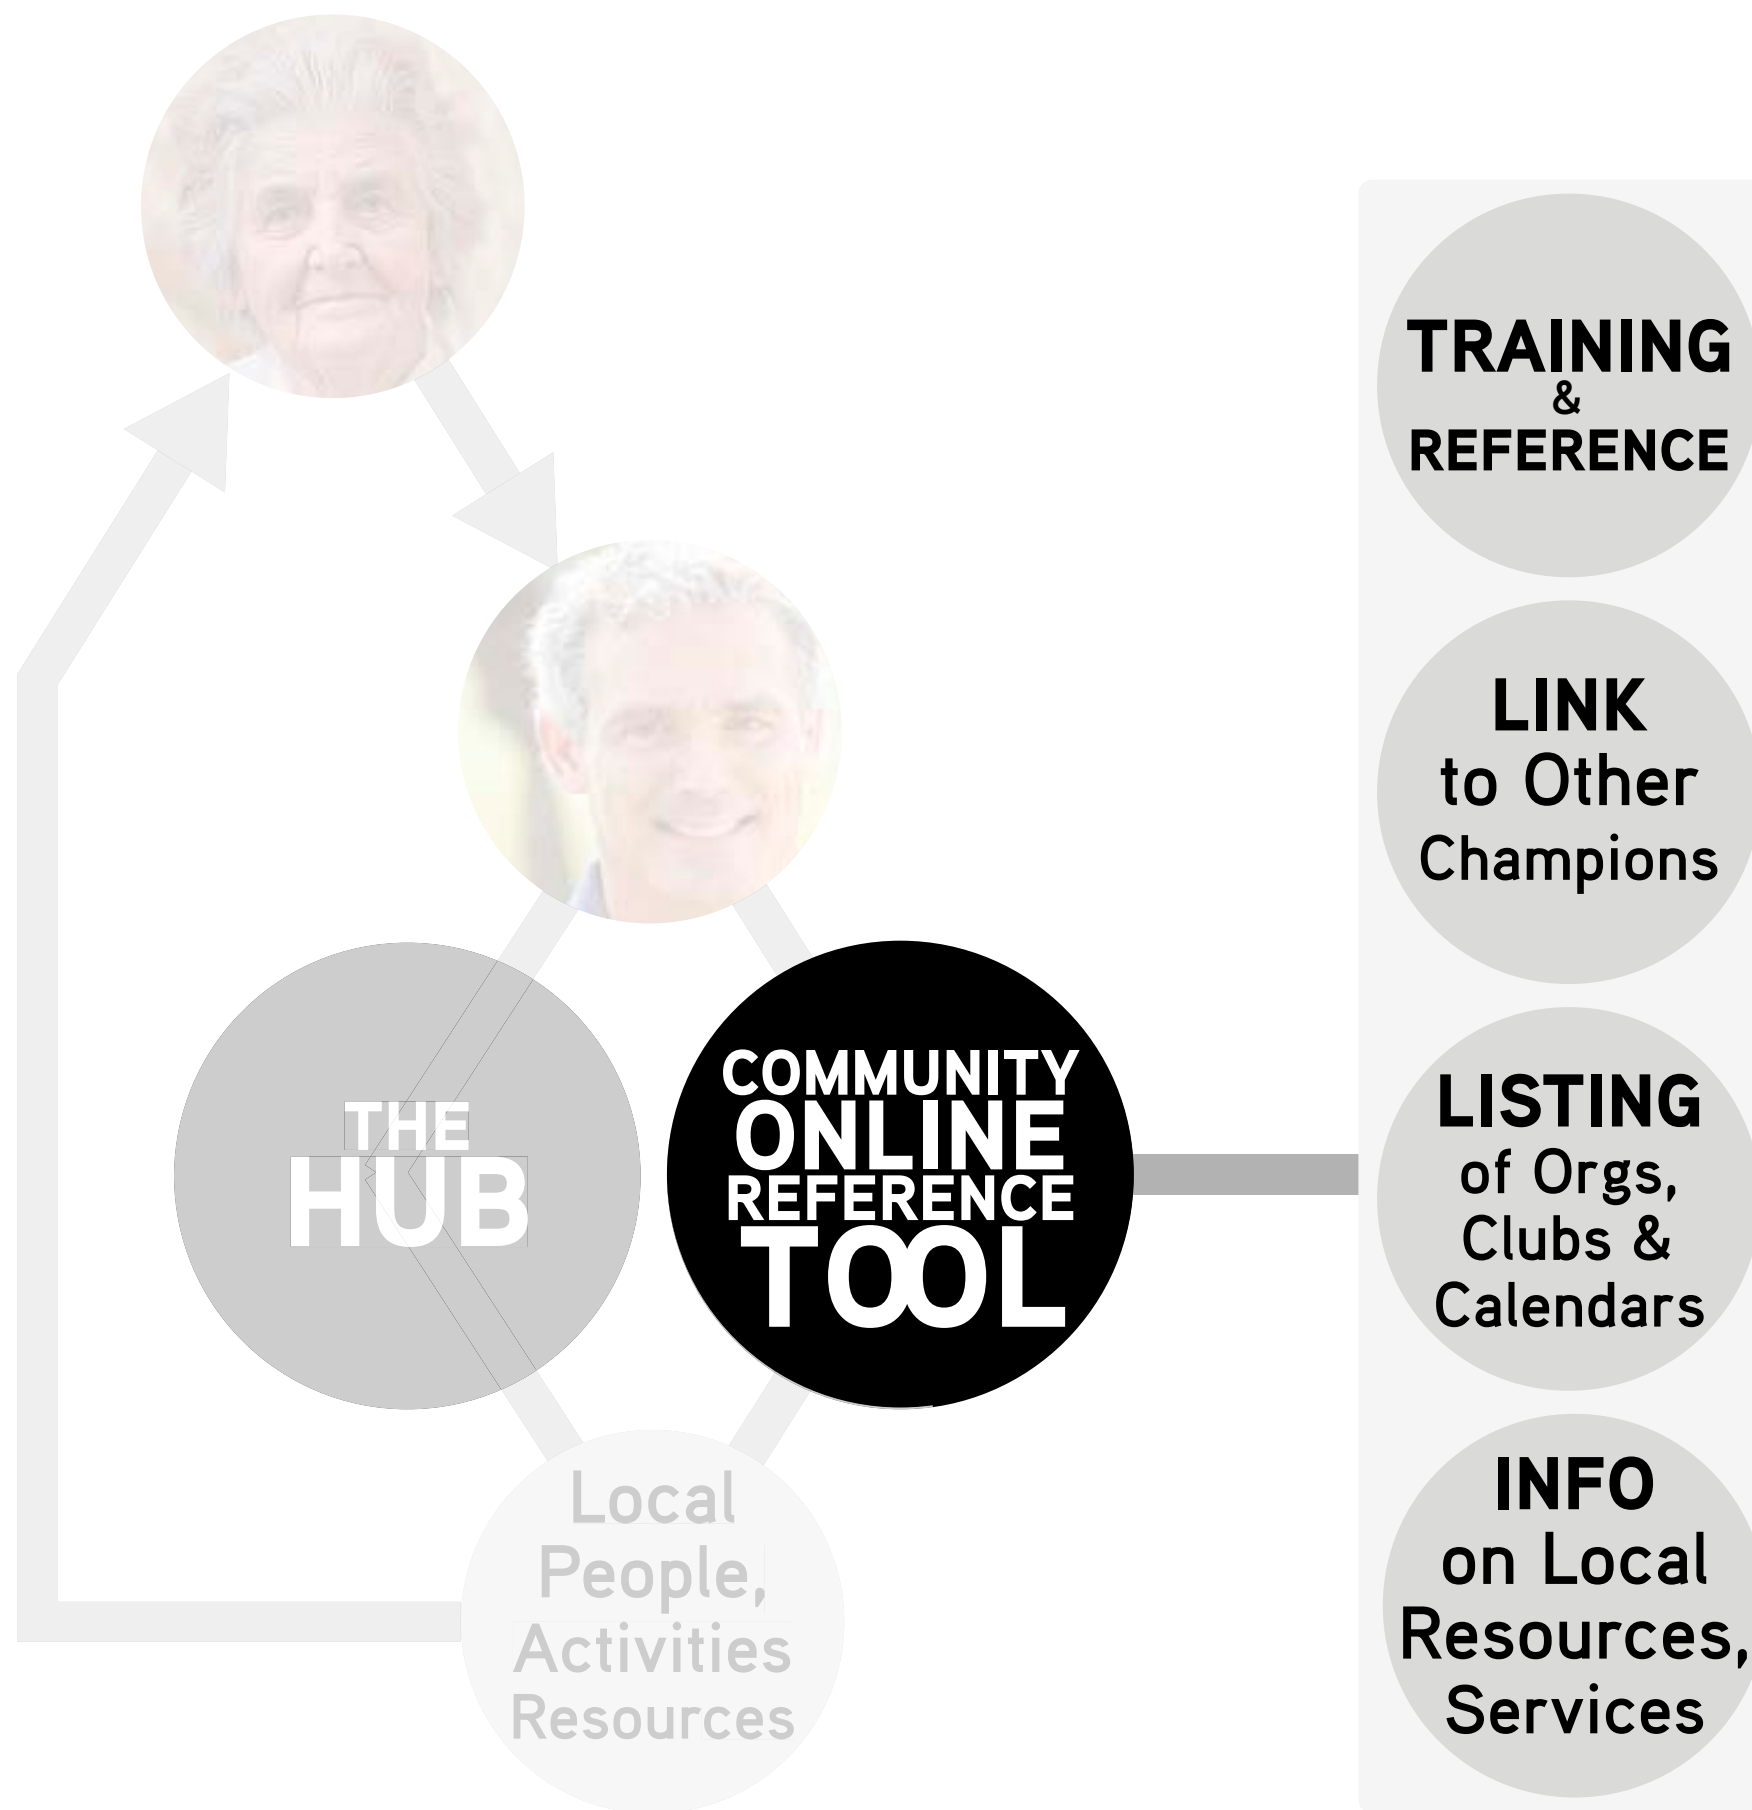 THE
HUB
COMMUNITY
ONLINE
REFERENCE
TOOL
Local
People,
Activities
Resources
TRAINING
&
REFERENCE
LINK
to Other
Champions
LISTING
of Orgs,
Clubs &
Calendars
INFO
on Local
Resources,
Services